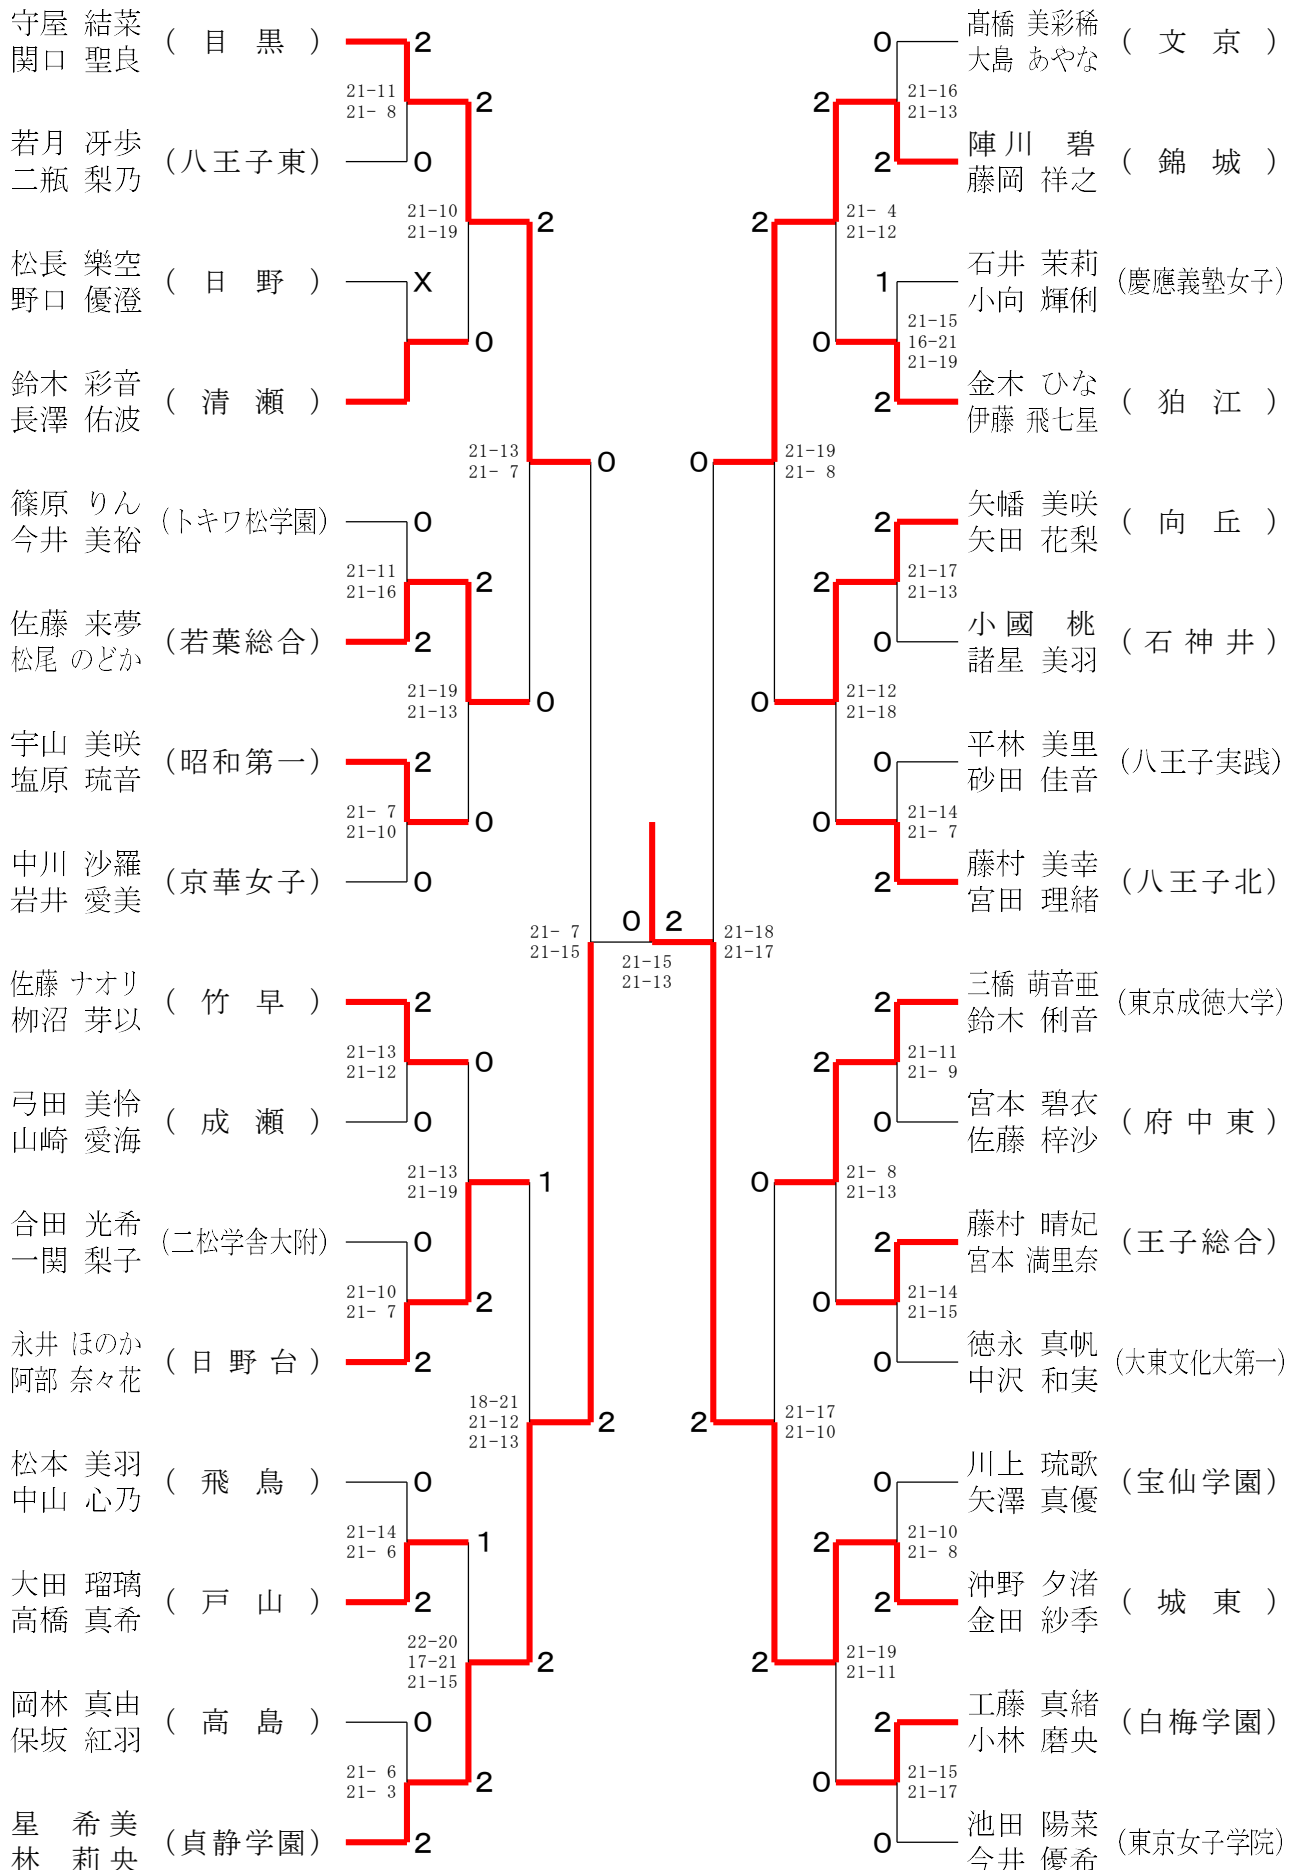 守屋 結菜
関口 聖良
( 目 黒 )
2
21-11
21- 8
2
若月 冴歩
二瓶 梨乃
(八王子東)
0
21-10
21-19
2
松長 樂空
野口 優澄
( 日 野 )
X
0
鈴木 彩音
長澤 佑波
( 清 瀬 )
21-13
21- 7
0
篠原 りん
今井 美裕
(トキワ松学園)
0
21-11
21-16
2
佐藤 来夢
松尾 のどか
(若葉総合)
2
21-19
21-13
0
宇山 美咲
塩原 琉音
(昭和第一)
2
21- 7
21-10
0
中川 沙羅
岩井 愛美
(京華女子)
0
21- 7
21-15
0 2
21-15
21-13
佐藤 ナオリ
栁沼 芽以
( 竹 早 )
2
21-13
21-12
0
弓田 美怜
山崎 愛海
( 成 瀬 )
0
21-13
21-19
1
合田 光希
一関 梨子
(二松学舎大附)
0
21-10
21- 7
2
永井 ほのか
阿部 奈々花
( 日 野 台 )
2
18-21
21-12
21-13
2
松本 美羽
中山 心乃
( 飛 鳥 )
0
21-14
21- 6
1
大田 瑠璃
高橋 真希
( 戸 山 )
2
22-20
17-21
21-15
2
岡林 真由
保坂 紅羽
( 高 島 )
0
21- 6
21- 3
2
星 希美
林 莉央
(貞静学園)
2
0
髙橋 美彩稀
大島 あやな
( 文 京 )
2
21-16
21-13
2
陣川 碧
藤岡 祥之
( 錦 城 )
2
21- 4
21-12
1
石井 茉莉
小向 輝俐
(慶應義塾女子)
0
21-15
16-21
21-19
2
金木 ひな
伊藤 飛七星
( 狛 江 )
0
21-19
21- 8
2
矢幡 美咲
矢田 花梨
( 向 丘 )
2
21-17
21-13
0
小國 桃
諸星 美羽
( 石 神 井 )
0
21-12
21-18
0
平林 美里
砂田 佳音
(八王子実践)
0
21-14
21- 7
2
藤村 美幸
宮田 理緒
(八王子北)
21-18
21-17
2
三橋 萌音亜
鈴木 俐音
(東京成徳大学)
2
21-11
21- 9
0
宮本 碧衣
佐藤 梓沙
( 府 中 東 )
0
21- 8
21-13
2
藤村 晴妃
宮本 満里奈
(王子総合)
0
21-14
21-15
0
徳永 真帆
中沢 和実
(大東文化大第一)
2
21-17
21-10
0
川上 琉歌
矢澤 真優
(宝仙学園)
2
21-10
21- 8
2
沖野 夕渚
金田 紗季
( 城 東 )
2
21-19
21-11
2
工藤 真緒
小林 磨央
(白梅学園)
0
21-15
21-17
0
池田 陽菜
今井 優希
(東京女子学院)